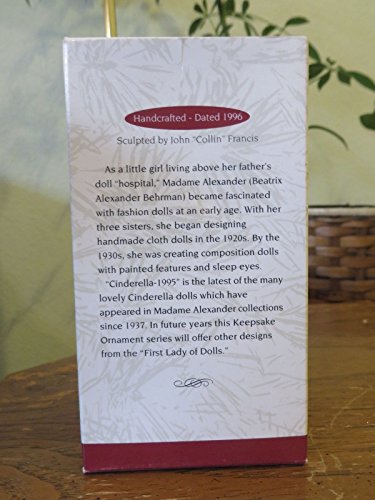 Handcrafted - Dated 1996
Sculpted by John "Collin" Francis
As a little girl living above her father's
doll "hospital," Madame Alexander (Beatrix
Alexander Behrman) became fascinated
with fashion dolls at an early age. With her
three sisters, she began designing
handmade cloth dolls in the 1920s. By the
1930s, she was creating composition dolls
with painted features and sleep eyes.
"Cinderella-1995" is the latest of the many
lovely Cinderella dolls which have
appeared in Madame Alexander collections
since 1937. In future years this Keepsake
Ornament series will offer other designs
from the "First Lady of Dolls."